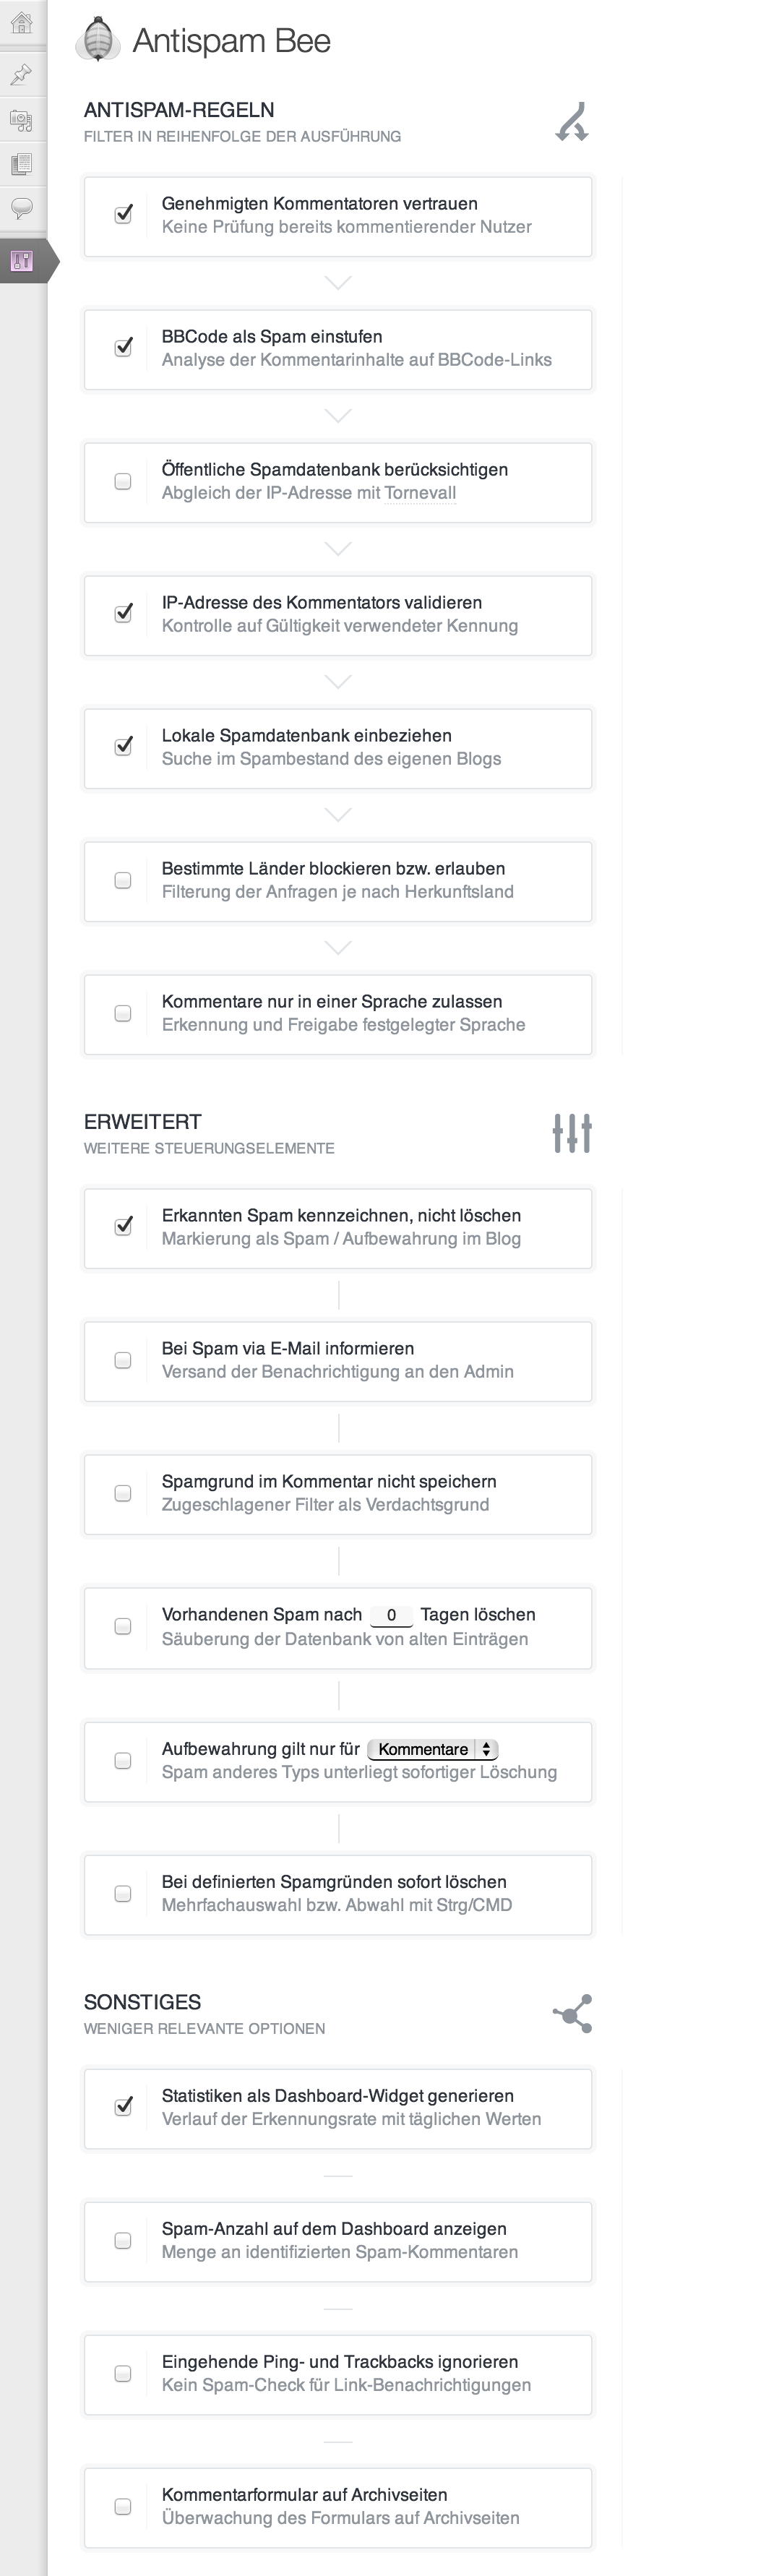 Antispam Bee
ANTISPAM-REGELN
FILTER IN REIHENFOLGE DER AUSFÜHRUNG
Genehmigten Kommentatoren vertrauen
Keine Prüfung bereits kommentierender Nutzer
BBCode als Spam einstufen
Analyse der Kommentarinhalte auf BBCode-Links
Öffentliche Spamdatenbank berücksichtigen
Abgleich der IP-Adresse mit Tornevall
IP-Adresse des Kommentators validieren
Kontrolle auf Gültigkeit verwendeter Kennung
Lokale Spamdatenbank einbeziehen
Suche im Spambestand des eigenen Blogs
Bestimmte Länder blockieren bzw. erlauben
Filterung der Anfragen je nach Herkunftsland
Kommentare nur in einer Sprache zulassen
Erkennung und Freigabe festgelegter Sprache
ERWEITERT
WEITERE STEUERUNGSELEMENTE
Erkannten Spam kennzeichnen, nicht löschen
Markierung als Spam / Aufbewahrung im Blog
Bei Spam via E-Mail informieren
Versand der Benachrichtigung an den Admin
Spamgrund im Kommentar nicht speichern
Zugeschlagener Filter als Verdachtsgrund
Vorhandenen Spam nach 0 Tagen löschen
Säuberung der Datenbank von alten Einträgen
Aufbewahrung gilt nur für Kommentare
Spam anderes Typs unterliegt sofortiger Löschung
Bei definierten Spamgründen sofort löschen
Mehrfachauswahl bzw. Abwahl mit Strg/CMD
SONSTIGES
WENIGER RELEVANTE OPTIONEN
Statistiken als Dashboard-Widget generieren
Verlauf der Erkennungsrate mit täglichen Werten
Spam-Anzahl auf dem Dashboard anzeigen
Menge an identifizierten Spam-Kommentaren
Eingehende Ping- und Trackbacks ignorieren
Kein Spam-Check für Link-Benachrichtigungen
Kommentarformular auf Archivseiten
Überwachung des Formulars auf Archivseiten